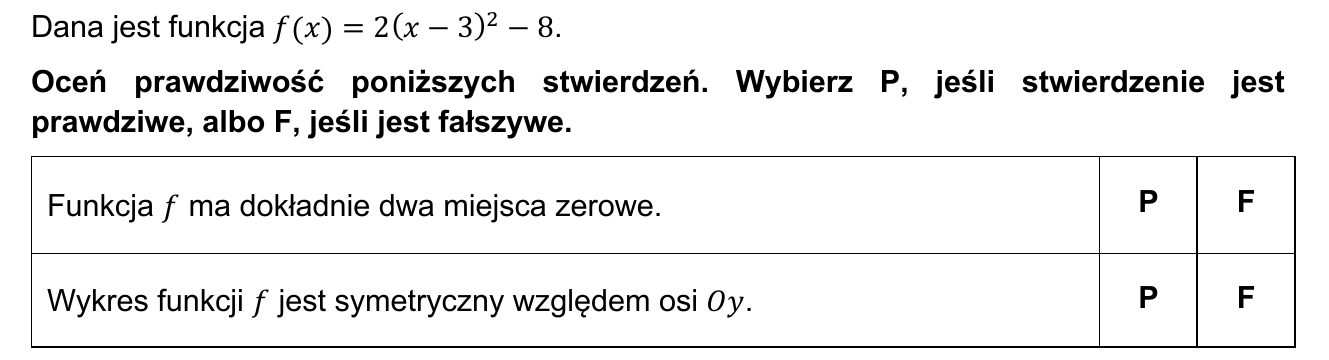 Dana jest funkcja f(x) = 2(x − 3)² − 8.
Oceń prawdziwość poniższych stwierdzeń. Wybierz P, jeśli stwierdzenie jest
prawdziwe, albo F, jeśli jest fałszywe.
Funkcja f ma dokładnie dwa miejsca zerowe. P F
Wykres funkcji f jest symetryczny względem osi Oy. P F